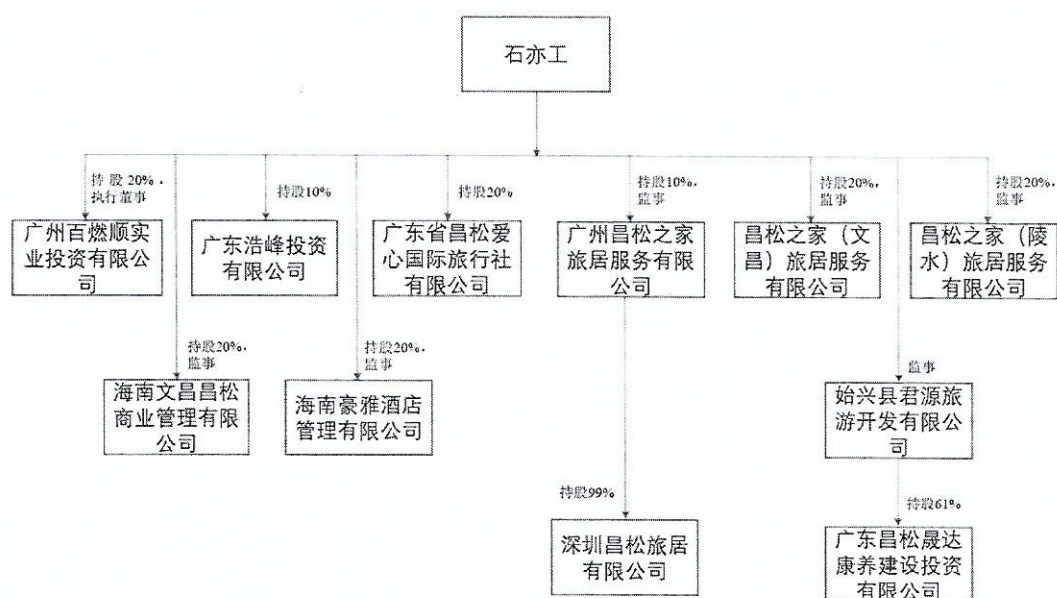 石亦工
持股 20%，
执行董事
持股10%
持股20%
持股10%，
监事
持股20%，
监事
持股20%，
监事
广州百燃顺实
业投资有限公
司
广东浩峰投资
有限公司
广东省昌松爱
心国际旅行社
有限公司
广州昌松之家
旅居服务有限
公司
昌松之家（文
昌）旅居服务
有限公司
昌松之家（陵
水）旅居服务
有限公司
持股20%，
监事
持股20%，
监事
监事
海南文昌昌松
商业管理有限
公司
海南豪雅酒店
管理有限公司
始兴县君源旅
游开发有限公
司
持股99%
持股61%
深圳昌松旅居
有限公司
广东昌松晟达
康养建设投资
有限公司